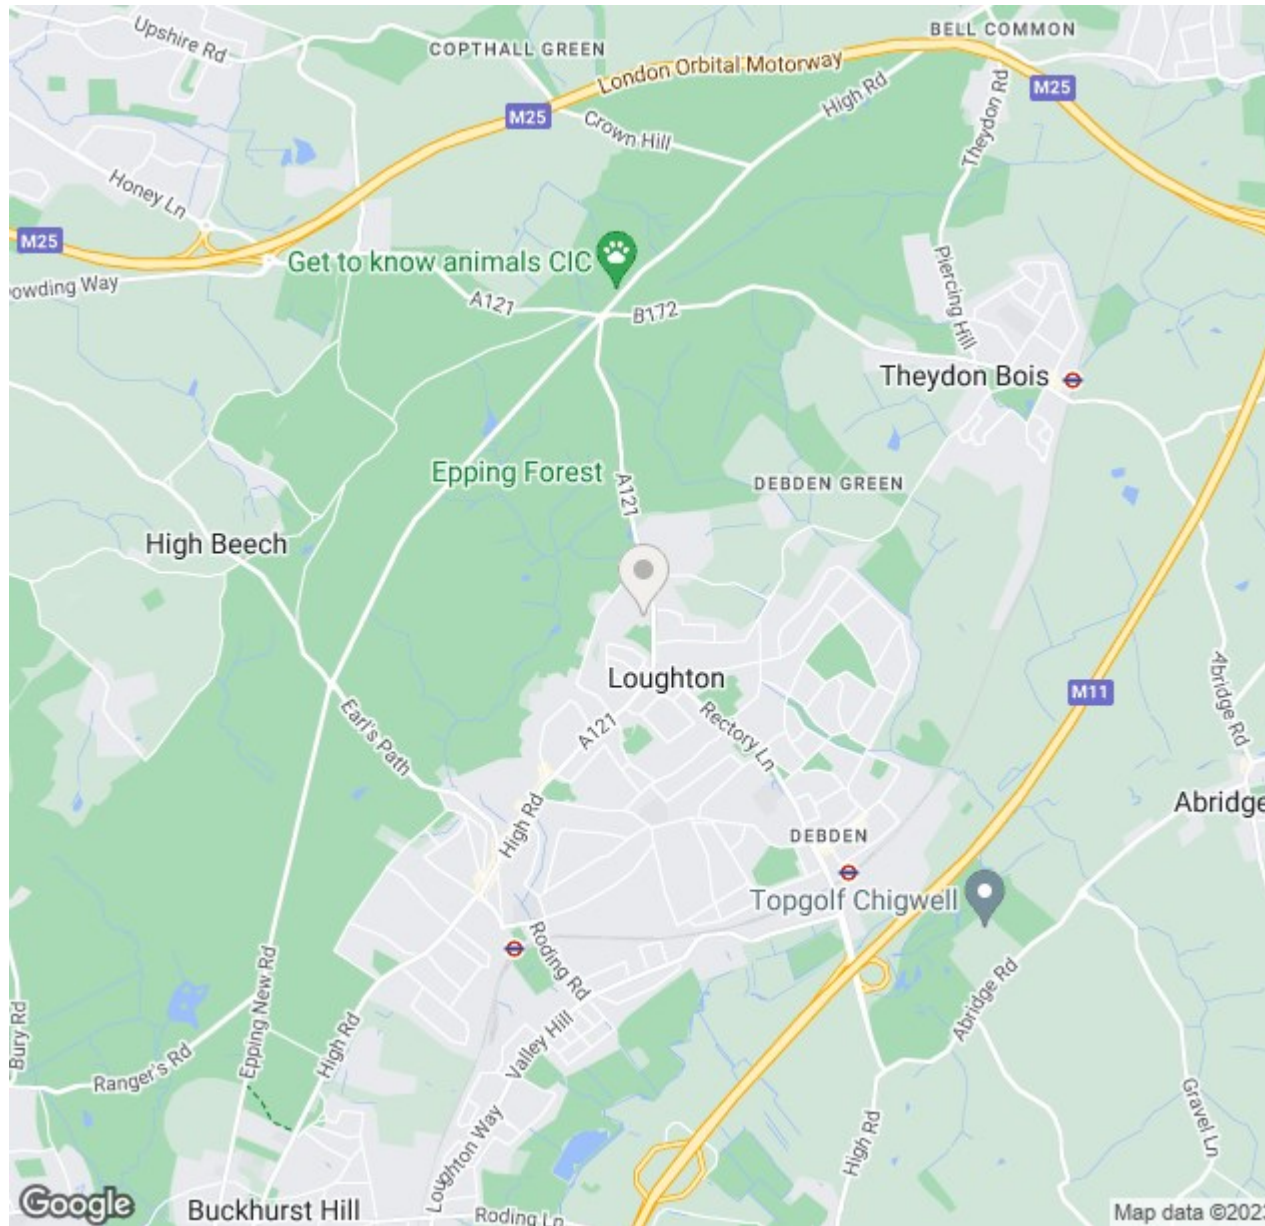 BELL COMMON
Upshire Rd
COPTHALL GREEN
London Orbital Motorway
High Rd
M25
M25
Theydon Rd
Crown Hill
Honey Ln
M25
Get to know animals CIC
Piercing Hill
owding Way
A121
B172
Theydon Bois
Epping Forest
A121
DEBDEN GREEN
High Beech
Loughton
M11
Abridge Rd
Earl's Path
A121
Rectory Ln
Abridge
High Rd
DEBDEN
Topgolf Chigwell
Roding Rd
Epping New Rd
Abridge Rd
Bury Rd
High Rd
Valley Hill
Ranger's Rd
Gravel Ln
Loughton Way
High Rd
Google
Buckhurst Hill
Roding Ln
Map data ©2023